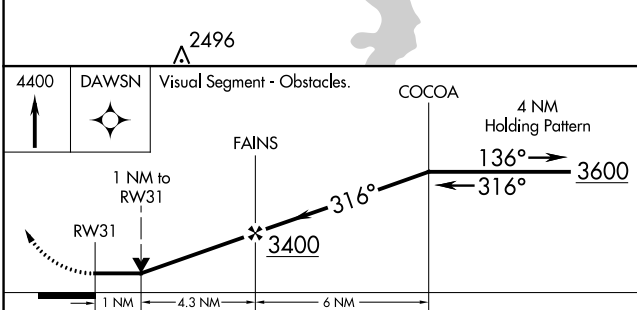 2496
4400
DAWSN
Visual Segment - Obstacles.
COCOA
4 NM
Holding Pattern
FAINS
136°
316°
3600
1 NM to
RW31
316°
RW31
3400
1 NM
4.3 NM
6 NM